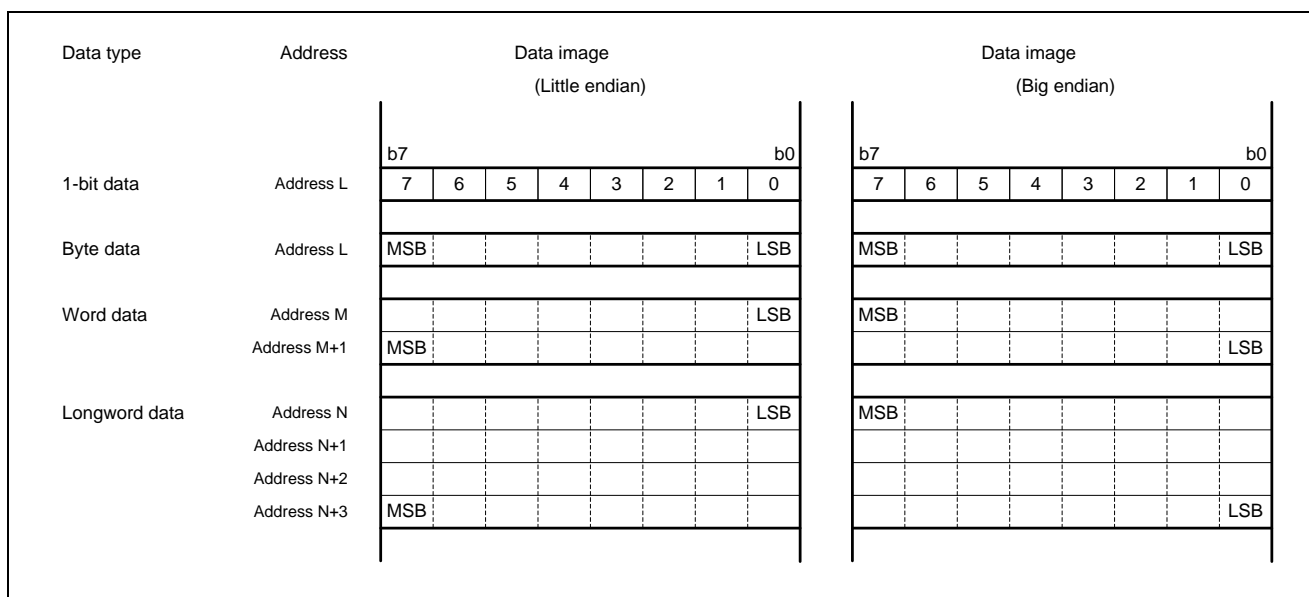 Data type Address Data image Data image
(Little endian) (Big endian)
b7 b0 b7 b0
1-bit data Address L 7 6 5 4 3 2 1 0 7 6 5 4 3 2 1 0
Byte data Address L MSB LSB MSB LSB
Word data Address M LSB MSB
Address M+1 MSB LSB
Longword data Address N LSB MSB
Address N+1
Address N+2
Address N+3 MSB LSB